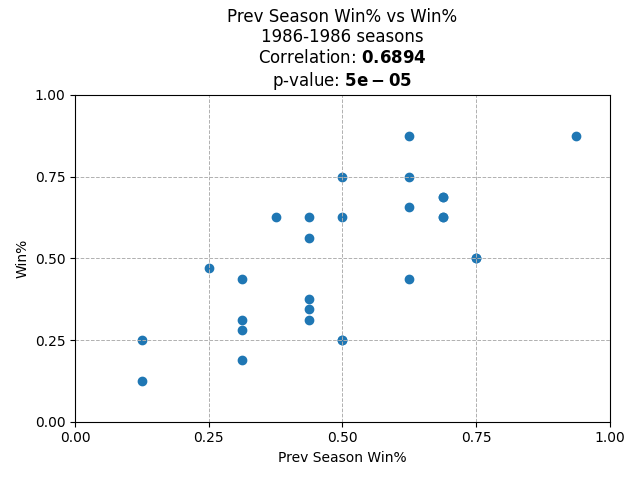 Prev Season Win% vs Win%
1986-1986 seasons
Correlation: 0.6894
p-value: 5e − 05
1.00
0.75
0.50
0.25
0.00
Win%
0.00 0.25 0.50 0.75 1.00
Prev Season Win%